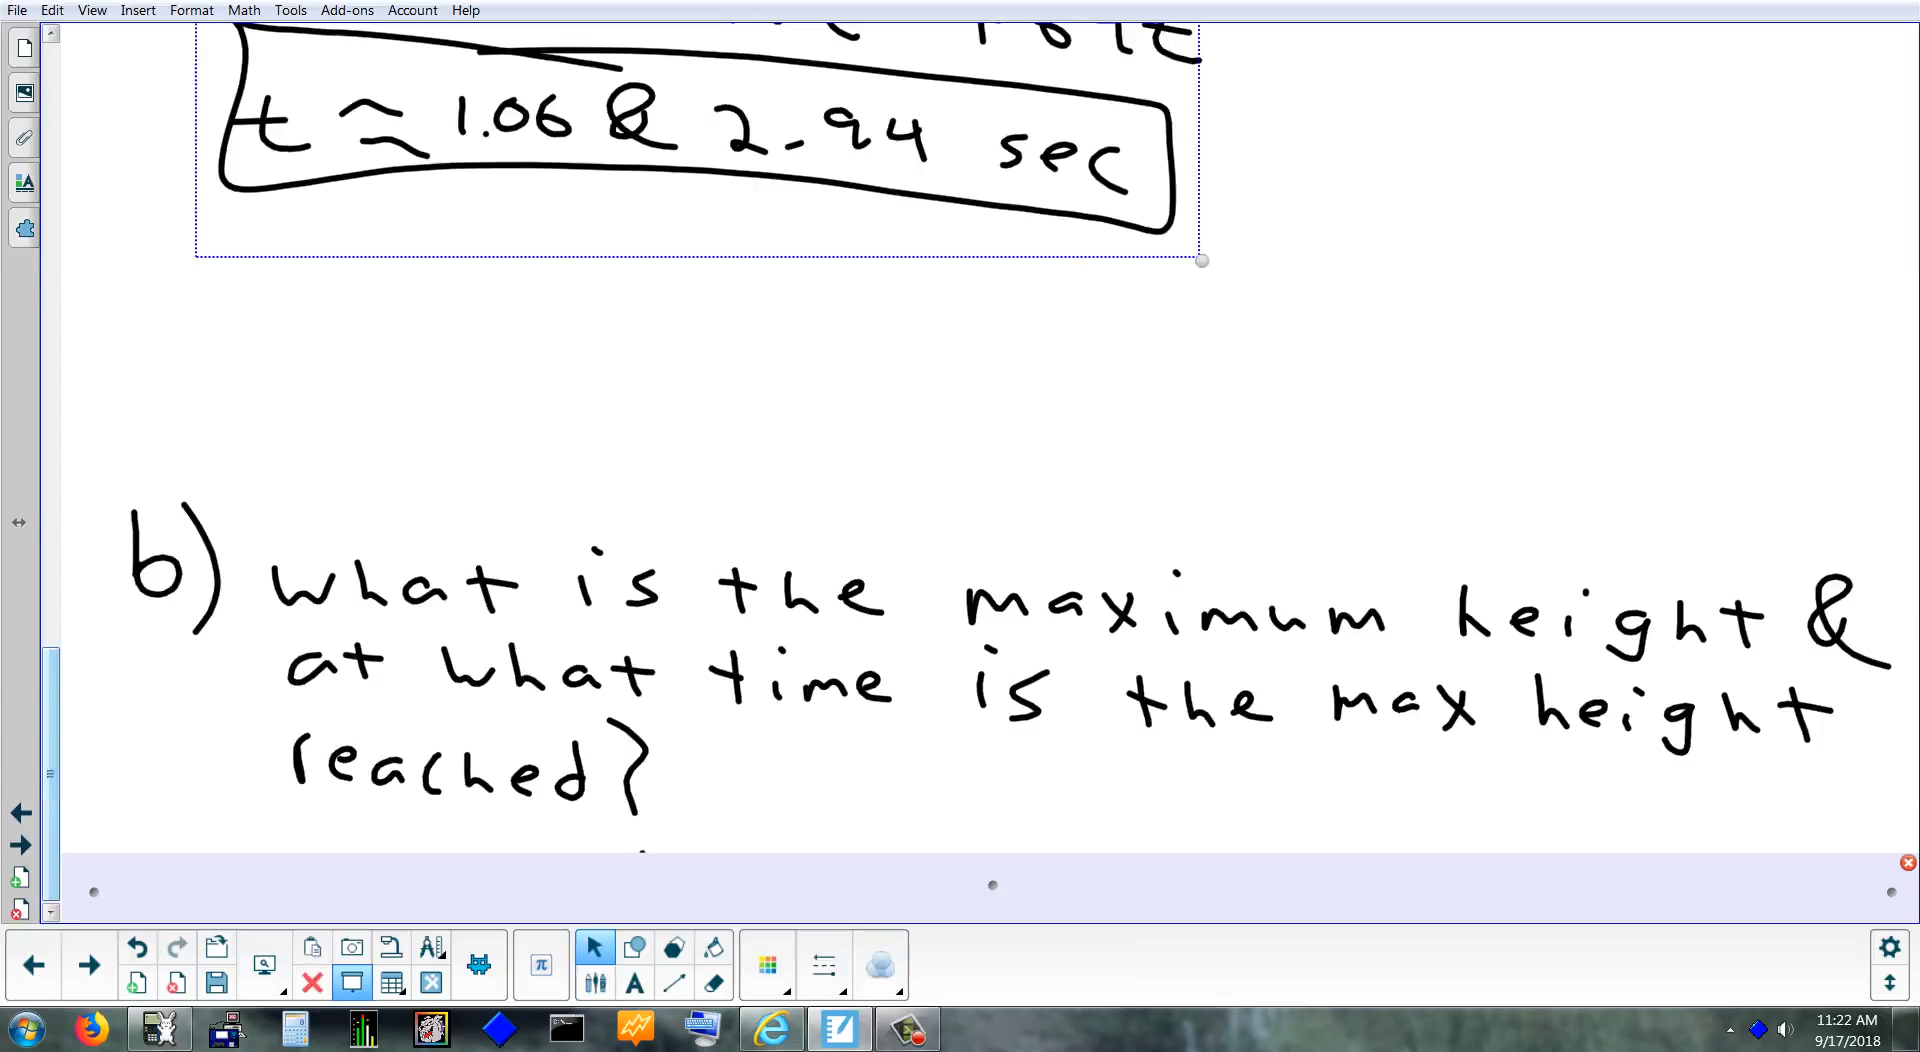 File Edit View Insert Format Math Tools Add-ons Account Help
t ≈ 1.06 & 2.94 sec
b) what is the maximum height &
at what time is the max height
reached?
11:22 AM
9/17/2018